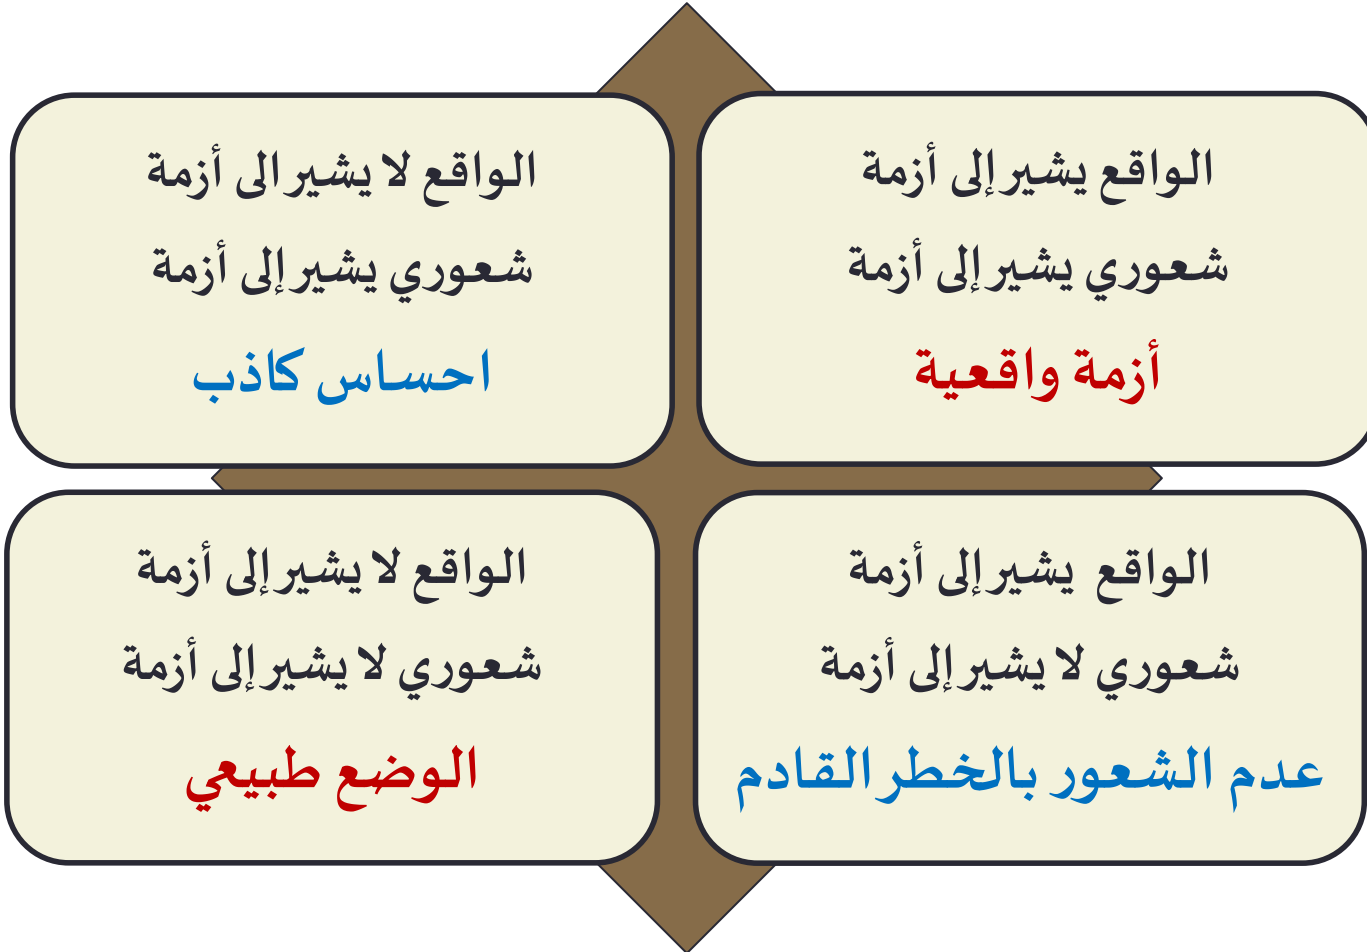 الواقع يشير إلى أزمة
شعوري يشير إلى أزمة
أزمة واقعية
الواقع لا يشير الى أزمة
شعوري يشير إلى أزمة
احساس كاذب
الواقع يشير إلى أزمة
شعوري لا يشير إلى أزمة
عدم الشعور بالخطر القادم
الواقع لا يشير إلى أزمة
شعوري لا يشير إلى أزمة
الوضع طبيعي